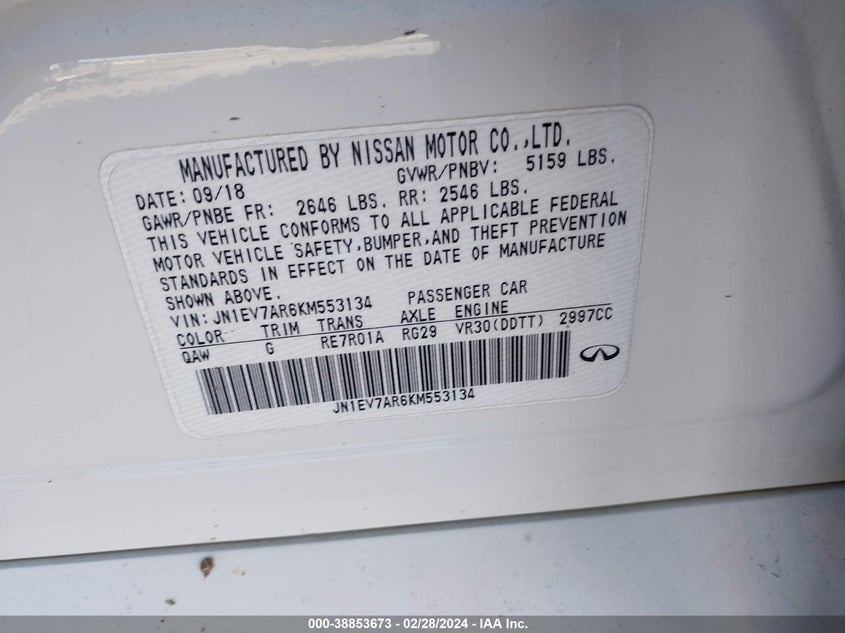 MANUFACTURED BY NISSAN MOTOR CO.,LTD.
DATE: 09/18 GVWR/PNBV: 5159 LBS.
GAWR/PNBE FR: 2646 LBS. RR: 2546 LBS.
THIS VEHICLE CONFORMS TO ALL APPLICABLE FEDERAL
MOTOR VEHICLE SAFETY,BUMPER,AND THEFT PREVENTION
STANDARDS IN EFFECT ON THE DATE OF MANUFACTURE
SHOWN ABOVE.
VIN:JN1EV7AR6KM553134 PASSENGER CAR
COLOR TRIM TRANS AXLE ENGINE
QAW G RE7R01A RG29 VR30(DDTT) 2997CC
JN1EV7AR6KM553134
000-38853673 - 02/28/2024 - IAA Inc.